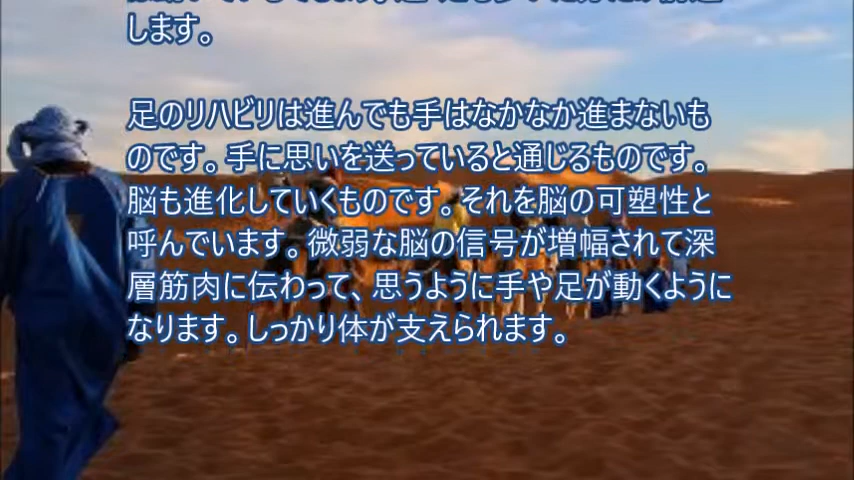 します。
足のリハビリは進んでも手はなかなか進まないも
のです。手に思いを送っていると通じるものです。
脳も進化していくものです。それを脳の可塑性と
呼んでいます。微弱な脳の信号が増幅されて深
層筋肉に伝わって、思うように手や足が動くように
なります。しっかり体が支えられます。